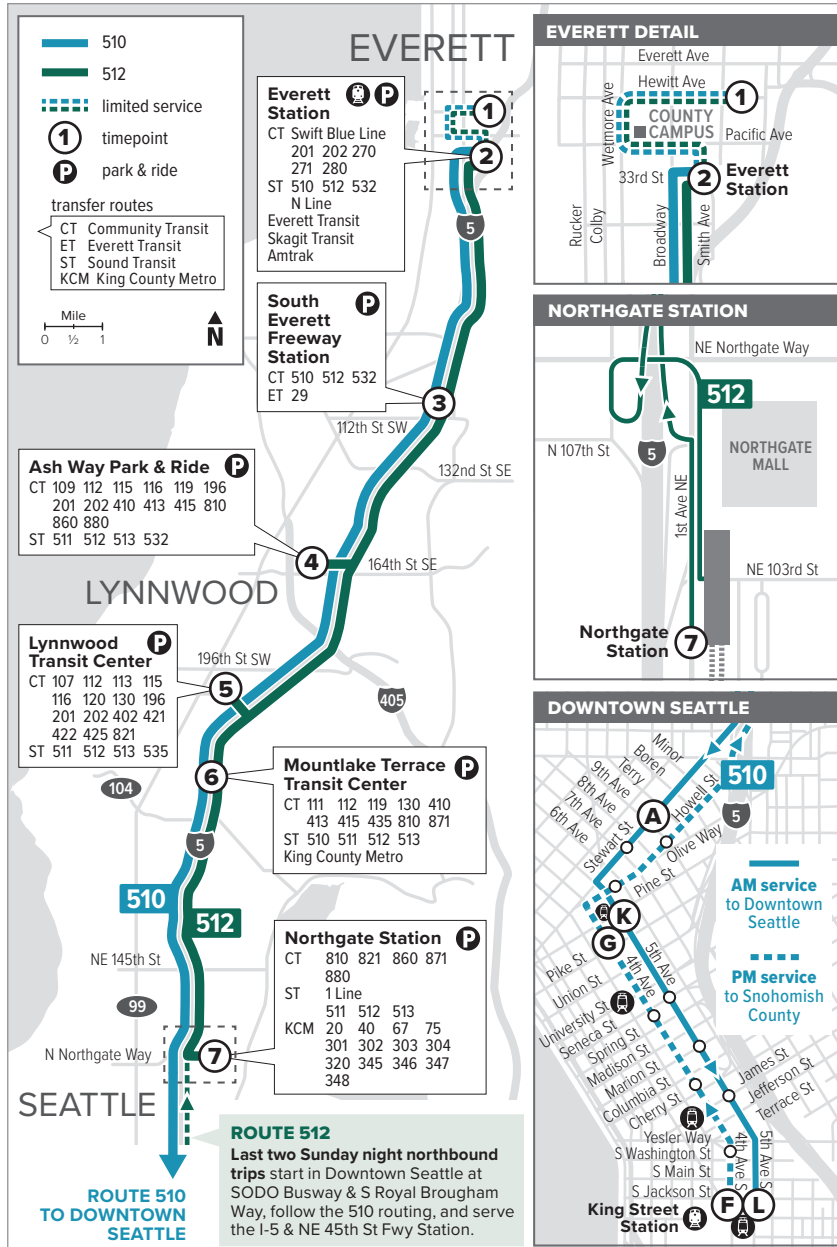 510
512
limited service
1 timepoint
P park & ride
transfer routes
CT Community Transit
ET Everett Transit
ST Sound Transit
KCM King County Metro
Mile
0 ½ 1
N
EVERETT
Everett
Station
P
CT Swift Blue Line
201 202 270
271 280
ST 510 512 532
N Line
Everett Transit
Skagit Transit
Amtrak
1
2
5
South
Everett
Freeway
Station
P
CT 510 512 532
ET 29
3
112th St SW
132nd St SE
Ash Way Park & Ride P
CT 109 112 115 116 119 196
201 202 410 413 415 810
860 880
ST 511 512 513 532
4
164th St SE
LYNNWOOD
Lynnwood
Transit Center
P
CT 107 112 113 115
116 120 130 196
201 202 402 421
422 425 821
ST 511 512 513 535
196th St SW
5
405
6
Mountlake Terrace
Transit Center
P
CT 111 112 119 130 410
413 415 435 810 871
ST 510 511 512 513
King County Metro
104
5
510
512
NE 145th St
99
Northgate Station P
CT 810 821 860 871
880
ST 1 Line
511 512 513
KCM 20 40 67 75
301 302 303 304
320 345 346 347
348
N Northgate Way
7
SEATTLE
ROUTE 510
TO DOWNTOWN
SEATTLE
ROUTE 512
Last two Sunday night northbound
trips start in Downtown Seattle at
SODO Busway & S Royal Brougham
Way, follow the 510 routing, and serve
the I-5 & NE 45th St Fwy Station.
EVERETT DETAIL
Everett Ave
Hewitt Ave
1
Wetmore Ave
COUNTY
CAMPUS
Pacific Ave
33rd St
2
Everett
Station
Rucker
Colby
Broadway
Smith Ave
NORTHGATE STATION
NE Northgate Way
512
N 107th St
5
NORTHGATE
MALL
1st Ave NE
NE 103rd St
Northgate
Station
7
DOWNTOWN SEATTLE
Minor
Boren
Terry
9th Ave
8th Ave
7th Ave
6th Ave
510
Howell St
A
5
Stewart St
Olive Way
Pine St
K
G
AM service
to Downtown
Seattle
PM service
to Snohomish
County
Pike St
Union St
University St
Seneca St
Spring St
Madison St
Marion St
Columbia St
Cherry St
4th Ave
5th Ave
James St
Jefferson St
Terrace St
Yesler Way
S Washington St
S Main St
S Jackson St
4th Ave S
5th Ave S
King Street
Station
F
L